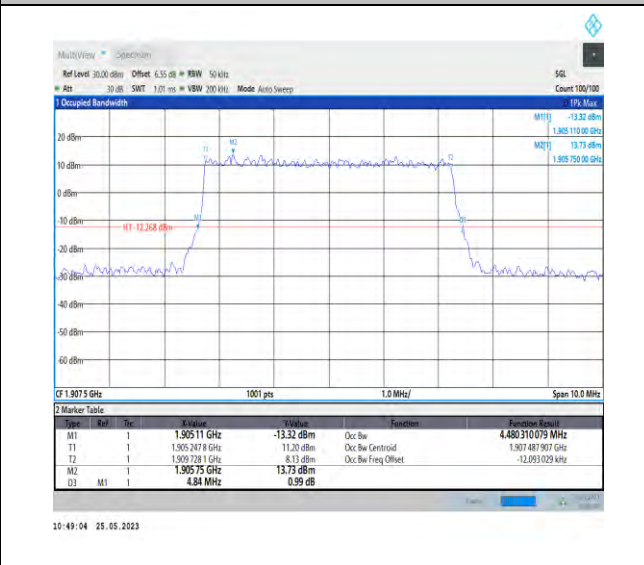 MultiView Spectrum
Ref Level 30.00 dBm Offset 6.55 dB RBW 50 kHz SGL
Att 30 dB SWT 1.01 ms VBW 200 kHz Mode Auto Sweep Count 100/100
1 Occupied Bandwidth 1Pk Max
M1[1] -13.32 dBm
1.905 110 00 GHz
M2[1] 13.73 dBm
1.905 750 00 GHz
20 dBm
M2
T1
T2
10 dBm
0 dBm
-10 dBm
M1
H1 -12.268 dBm
-20 dBm
-30 dBm
-40 dBm
-50 dBm
-60 dBm
CF 1.907 5 GHz 1001 pts 1.0 MHz/ Span 10.0 MHz
2 Marker Table
Type Ref Trc X-Value Y-Value Function Function Result
M1 1 1.905 11 GHz -13.32 dBm Occ Bw 4.480 310 079 MHz
T1 1 1.905 247 8 GHz 11.20 dBm Occ Bw Centroid 1.907 487 907 GHz
T2 1 1.909 728 1 GHz 8.13 dBm Occ Bw Freq Offset -12.093 029 kHz
M2 1 1.905 75 GHz 13.73 dBm
D3 M1 1 4.84 MHz 0.99 dB
10:49:04 25.05.2023